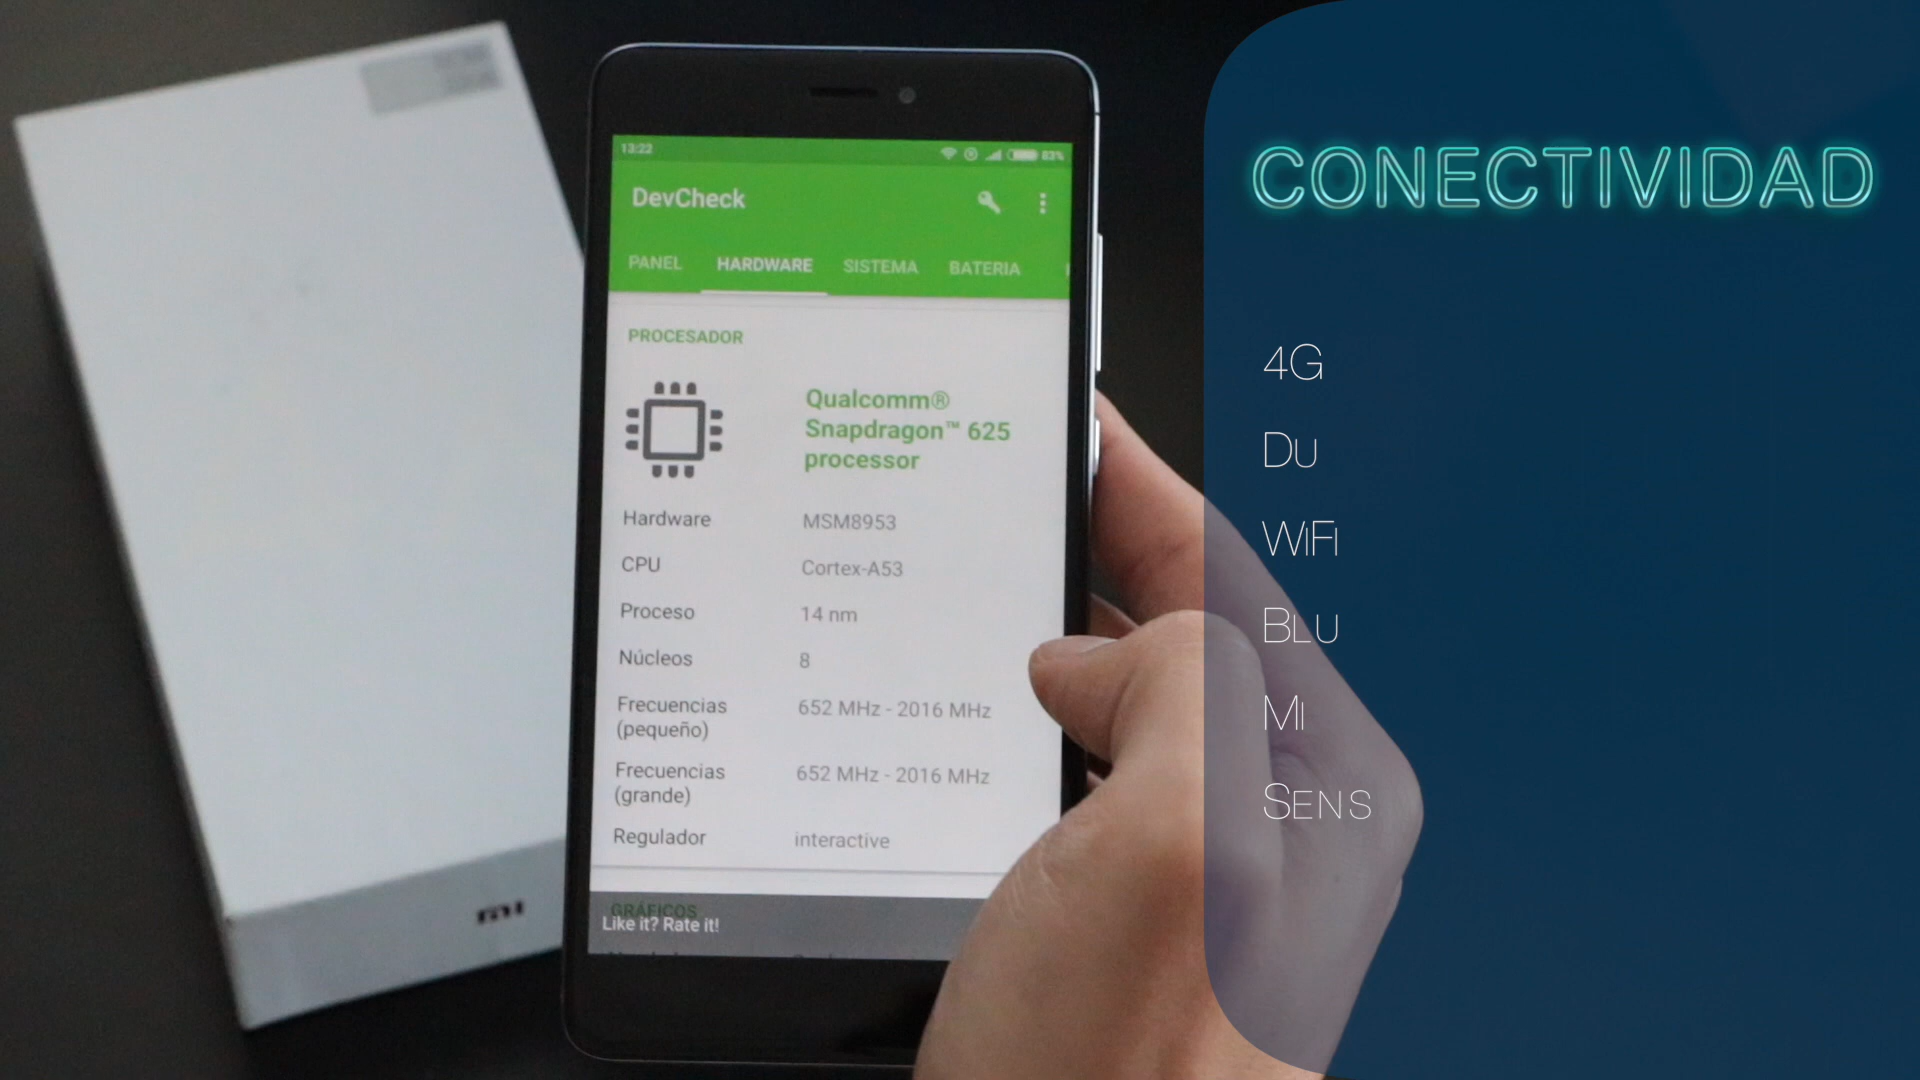 13:22
83%
DevCheck
PANEL HARDWARE SISTEMA BATERIA
PROCESADOR
Qualcomm®
Snapdragon™ 625
processor
Hardware MSM8953
CPU Cortex-A53
Proceso 14 nm
Núcleos 8
Frecuencias
(pequeño)
652 MHz - 2016 MHz
Frecuencias
(grande)
652 MHz - 2016 MHz
Regulador interactive
GRÁFICOS
Like it? Rate it!
mi
CONECTIVIDAD
4G
DU
WIFI
BLU
MI
SENS